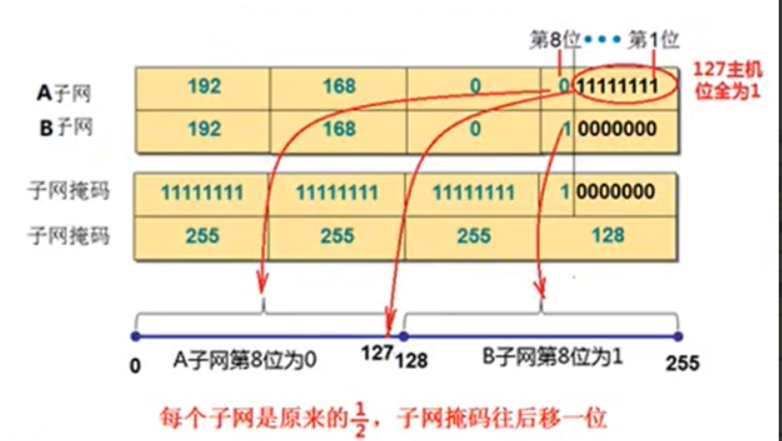 第8位•••第1位
A子网 192 168 0 0 11111111 127主机位全为1
B子网 192 168 0 1 0000000
子网掩码 11111111 11111111 11111111 1 0000000
子网掩码 255 255 255 128
0 A子网第8位为0 127 128 B子网第8位为1 255
每个子网是原来的1/2，子网掩码往后移一位